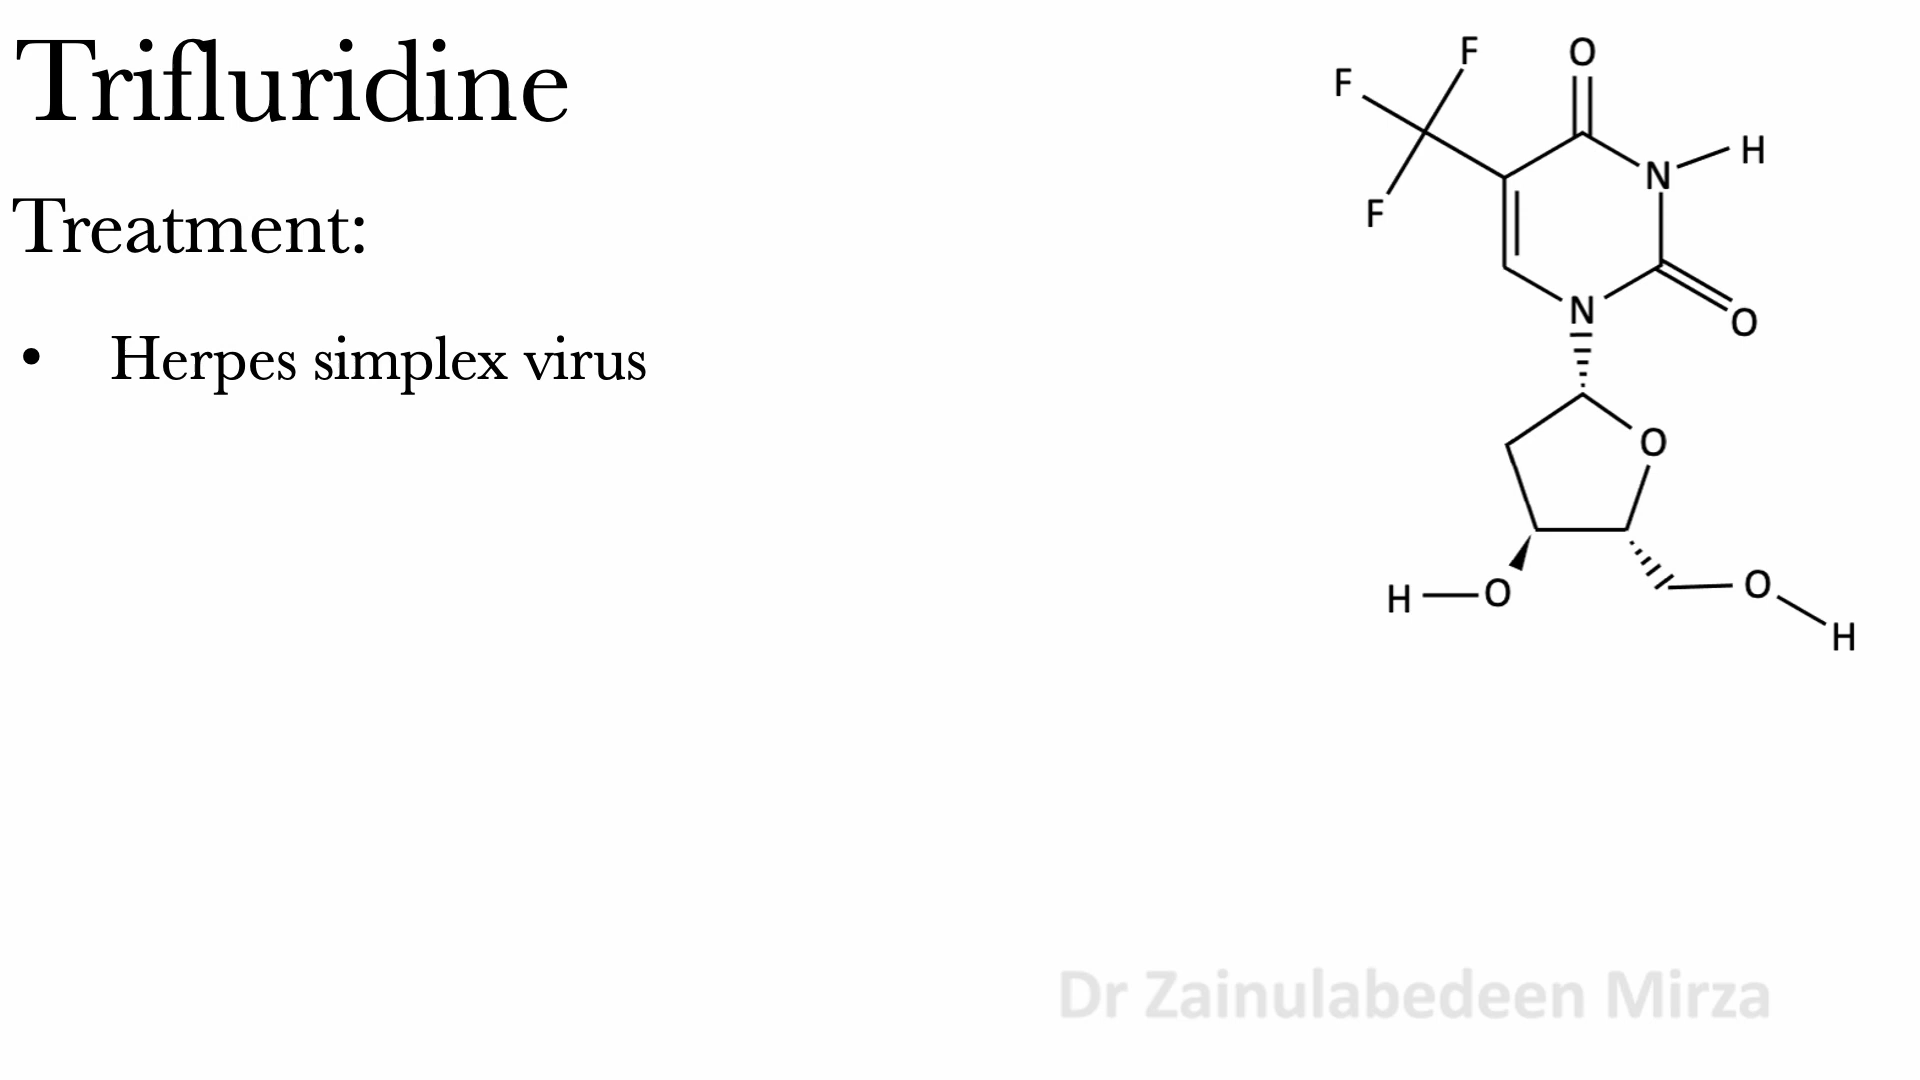 Trifluridine
Treatment:
• Herpes simplex virus
F
F
F
O
N
H
N
O
O
H
O
O
H
Dr Zainulabedeen Mirza